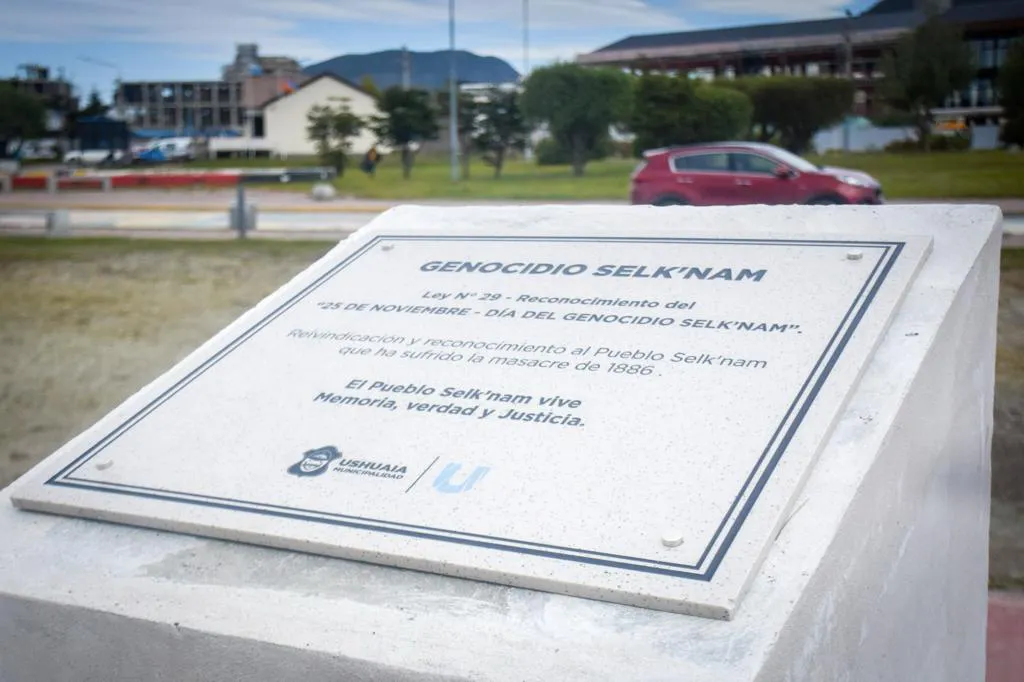 GENOCIDIO SELK'NAM
Ley N° 29 - Reconocimiento del
"25 DE NOVIEMBRE - DÍA DEL GENOCIDIO SELK'NAM".
Reivindicación y reconocimiento al Pueblo Selk'nam
que ha sufrido la masacre de 1886 .
El Pueblo Selk'nam vive
Memoria, verdad y Justicia.
USHUAIA
MUNICIPALIDAD
U